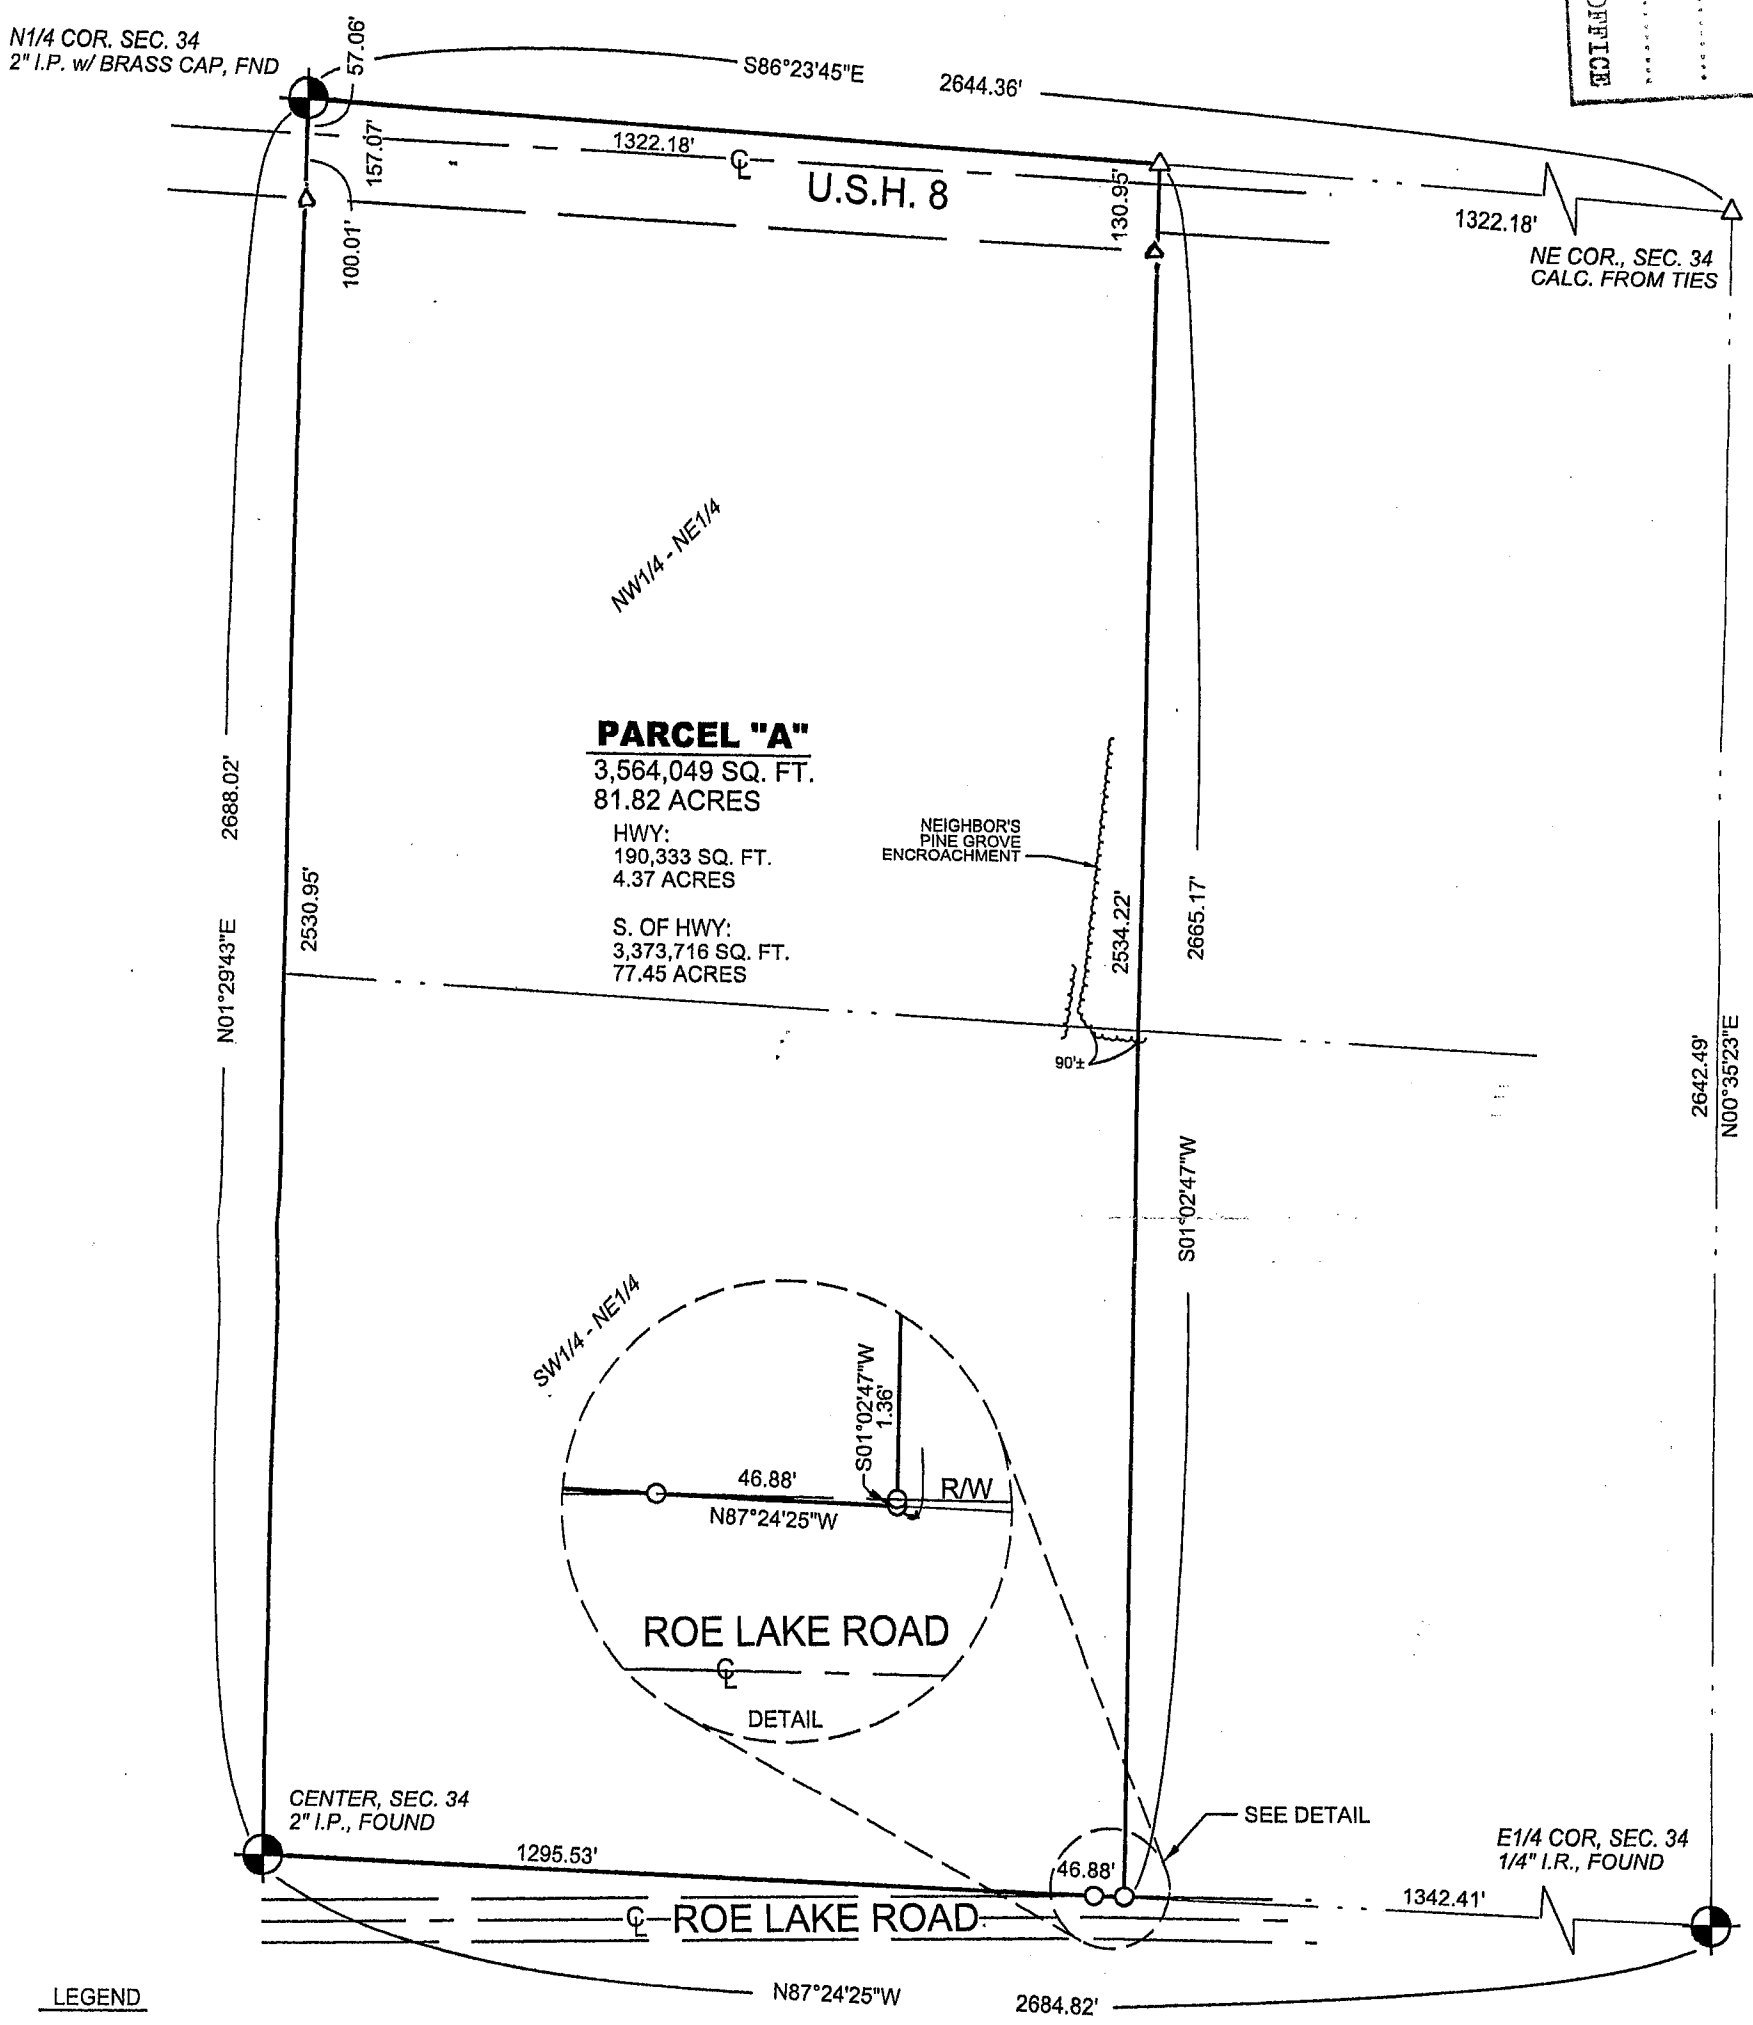 OFFICE
N1/4 COR. SEC. 34
2" I.P. w/ BRASS CAP, FND
57.06'
S86°23'45"E
2644.36'
157.07'
1322.18'
CL
U.S.H. 8
130.95'
100.01'
1322.18'
NE COR., SEC. 34
CALC. FROM TIES
NW1/4 - NE1/4
PARCEL "A"
3,564,049 SQ. FT.
81.82 ACRES
HWY:
190,333 SQ. FT.
4.37 ACRES
S. OF HWY:
3,373,716 SQ. FT.
77.45 ACRES
NEIGHBOR'S
PINE GROVE
ENCROACHMENT
2688.02'
N01°29'43"E
2530.95'
2534.22'
2665.17'
90'±
2642.49'
N00°35'23"E
S01°02'47"W
SW1/4 - NE1/4
S01°02'47"W
1.36'
46.88'
N87°24'25"W
R/W
ROE LAKE ROAD
CL
DETAIL
CENTER, SEC. 34
2" I.P., FOUND
SEE DETAIL
E1/4 COR, SEC. 34
1/4" I.R., FOUND
1295.53'
46.88'
1342.41'
CL ROE LAKE ROAD
N87°24'25"W
2684.82'
LEGEND